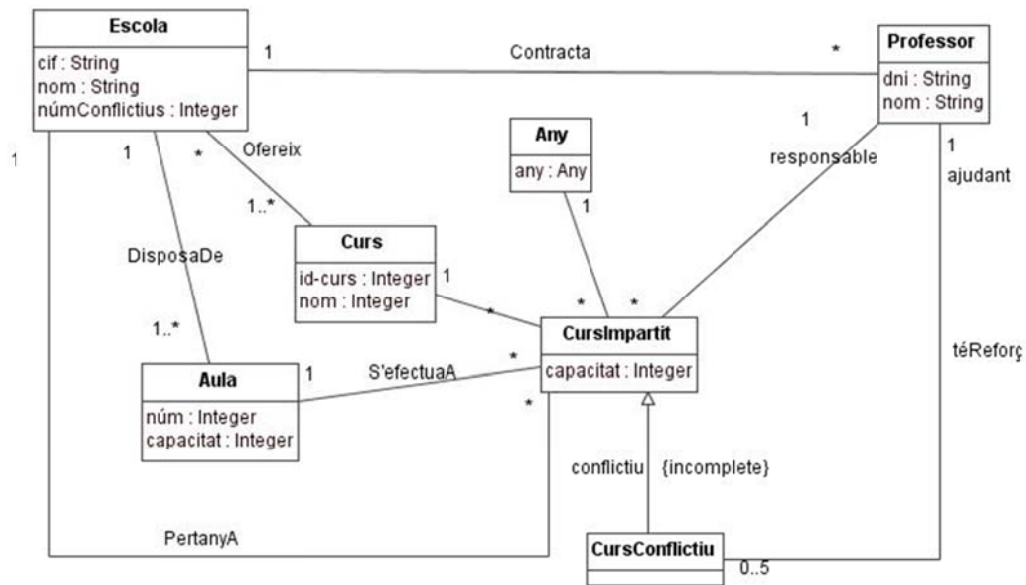 Escola
cif : String
nom : String
númConflictius : Integer
1
Contracta
*
Professor
dni : String
nom : String
1
1
*
Ofereix
1..*
Any
any : Any
1
1
responsable
1
ajudant
DisposaDe
1..*
Curs
id-curs : Integer
nom : Integer
1
*
*
*
CursImpartit
capacitat : Integer
téReforç
Aula
núm : Integer
capacitat : Integer
1
S'efectuaA
*
*
conflictiu
{incomplete}
PertanyA
CursConflictiu
0..5